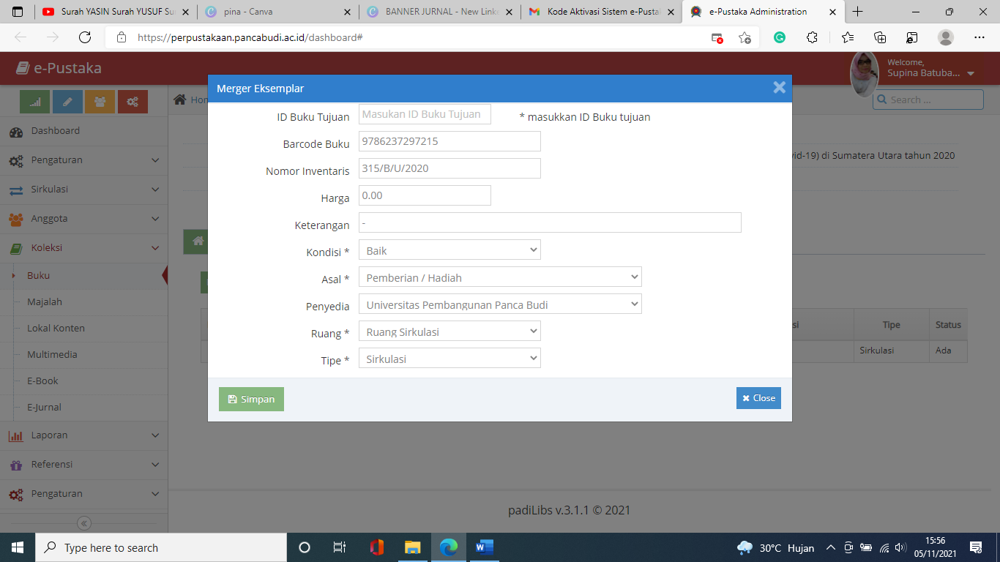 Surah YASIN Surah YUSUF Su
pina - Canva
BANNER JURNAL - New Linke
Kode Aktivasi Sistem e-Pustak
e-Pustaka Administration
https://perpustakaan.pancabudi.ac.id/dashboard#
e-Pustaka
Welcome,
Supina Batuba...
Hom
Search ...
Merger Eksemplar
ID Buku Tujuan
Masukan ID Buku Tujuan
* masukkan ID Buku tujuan
Barcode Buku
9786237297215
Nomor Inventaris
315/B/U/2020
Harga
0.00
Keterangan
-
Kondisi *
Baik
Asal *
Pemberian / Hadiah
Penyedia
Universitas Pembangunan Panca Budi
Ruang *
Ruang Sirkulasi
Tipe *
Sirkulasi
Simpan
Close
Dashboard
Pengaturan
Sirkulasi
Anggota
Koleksi
Buku
Majalah
Lokal Konten
Multimedia
E-Book
E-Jurnal
Laporan
Referensi
Pengaturan
vid-19) di Sumatera Utara tahun 2020
si
Tipe
Status
Sirkulasi
Ada
padiLibs v.3.1.1 © 2021
Type here to search
30°C Hujan
15:56
05/11/2021